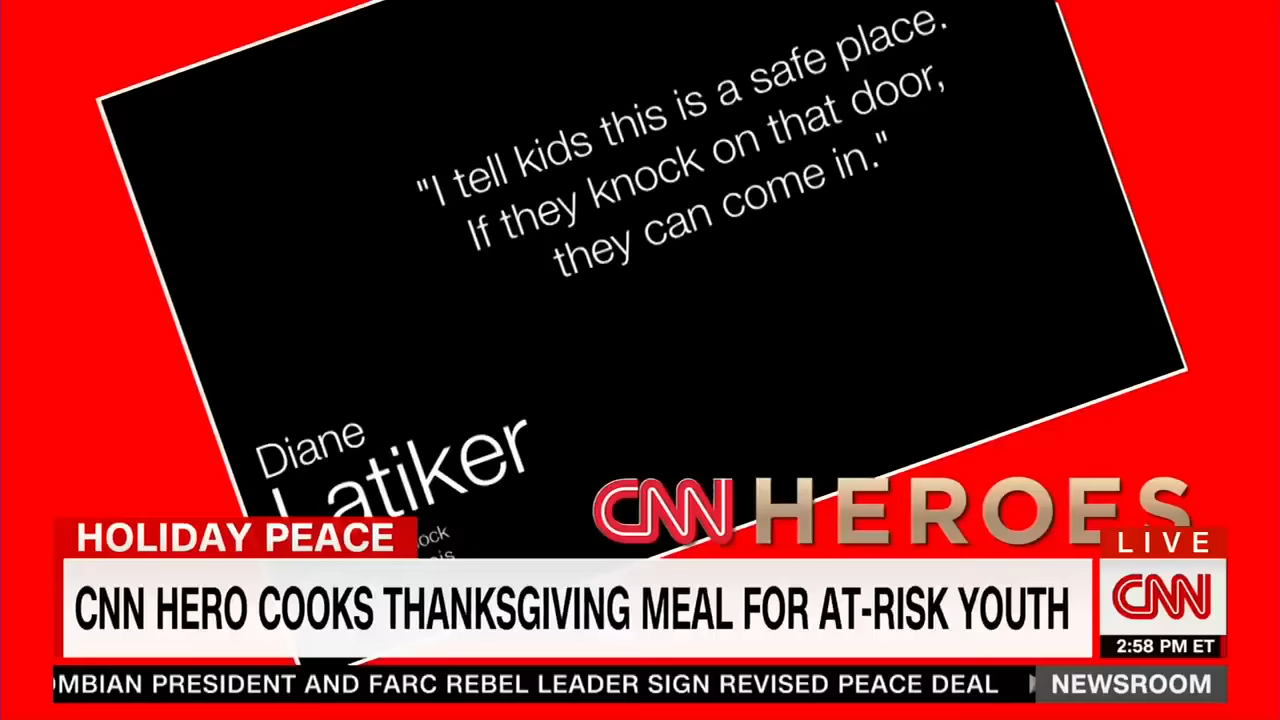 "I tell kids this is a safe place.
If they knock on that door,
they can come in."
Diane
Latiker
CNN HEROES
HOLIDAY PEACE
CNN HERO COOKS THANKSGIVING MEAL FOR AT-RISK YOUTH
LIVE
CNN
2:58 PM ET
MBIAN PRESIDENT AND FARC REBEL LEADER SIGN REVISED PEACE DEAL
NEWSROOM